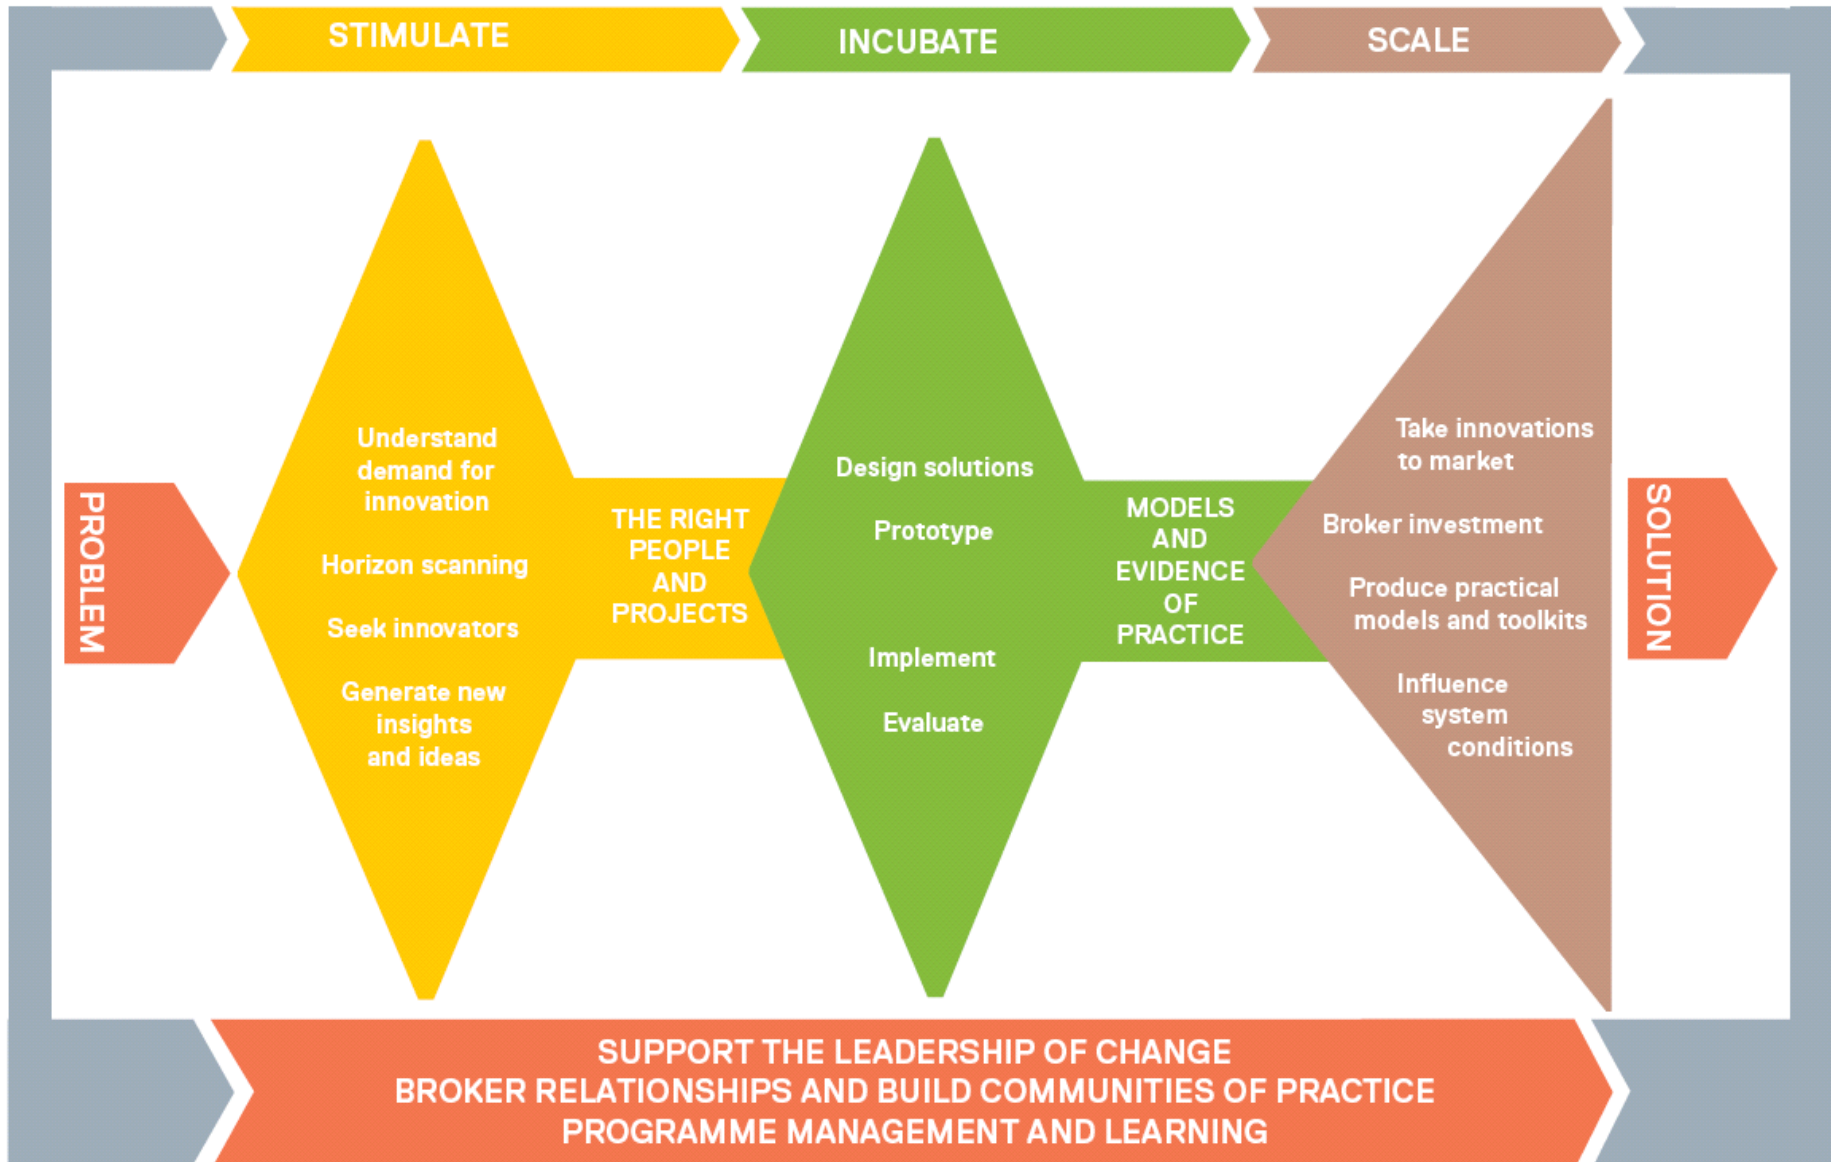 STIMULATE
INCUBATE
SCALE
PROBLEM
Understand
demand for
innovation
Horizon scanning
Seek innovators
Generate new
insights
and ideas
THE RIGHT
PEOPLE
AND
PROJECTS
Design solutions
Prototype
Implement
Evaluate
MODELS
AND
EVIDENCE
OF
PRACTICE
Take innovations
to market
Broker investment
Produce practical
models and toolkits
Influence
system
conditions
SOLUTION
SUPPORT THE LEADERSHIP OF CHANGE
BROKER RELATIONSHIPS AND BUILD COMMUNITIES OF PRACTICE
PROGRAMME MANAGEMENT AND LEARNING